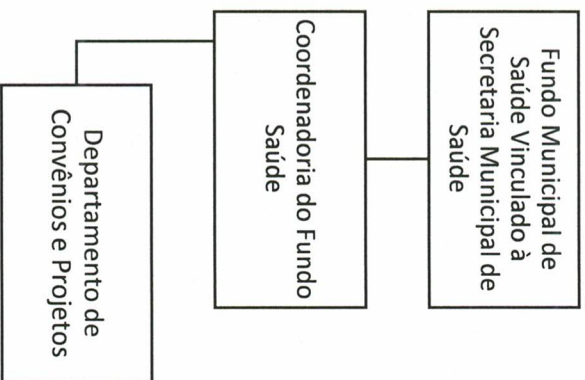 Fundo Municipal de
Saúde Vinculado à
Secretaria Municipal de
Saúde
Coordenadoria do Fundo
Saúde
Departamento de
Convênios e Projetos